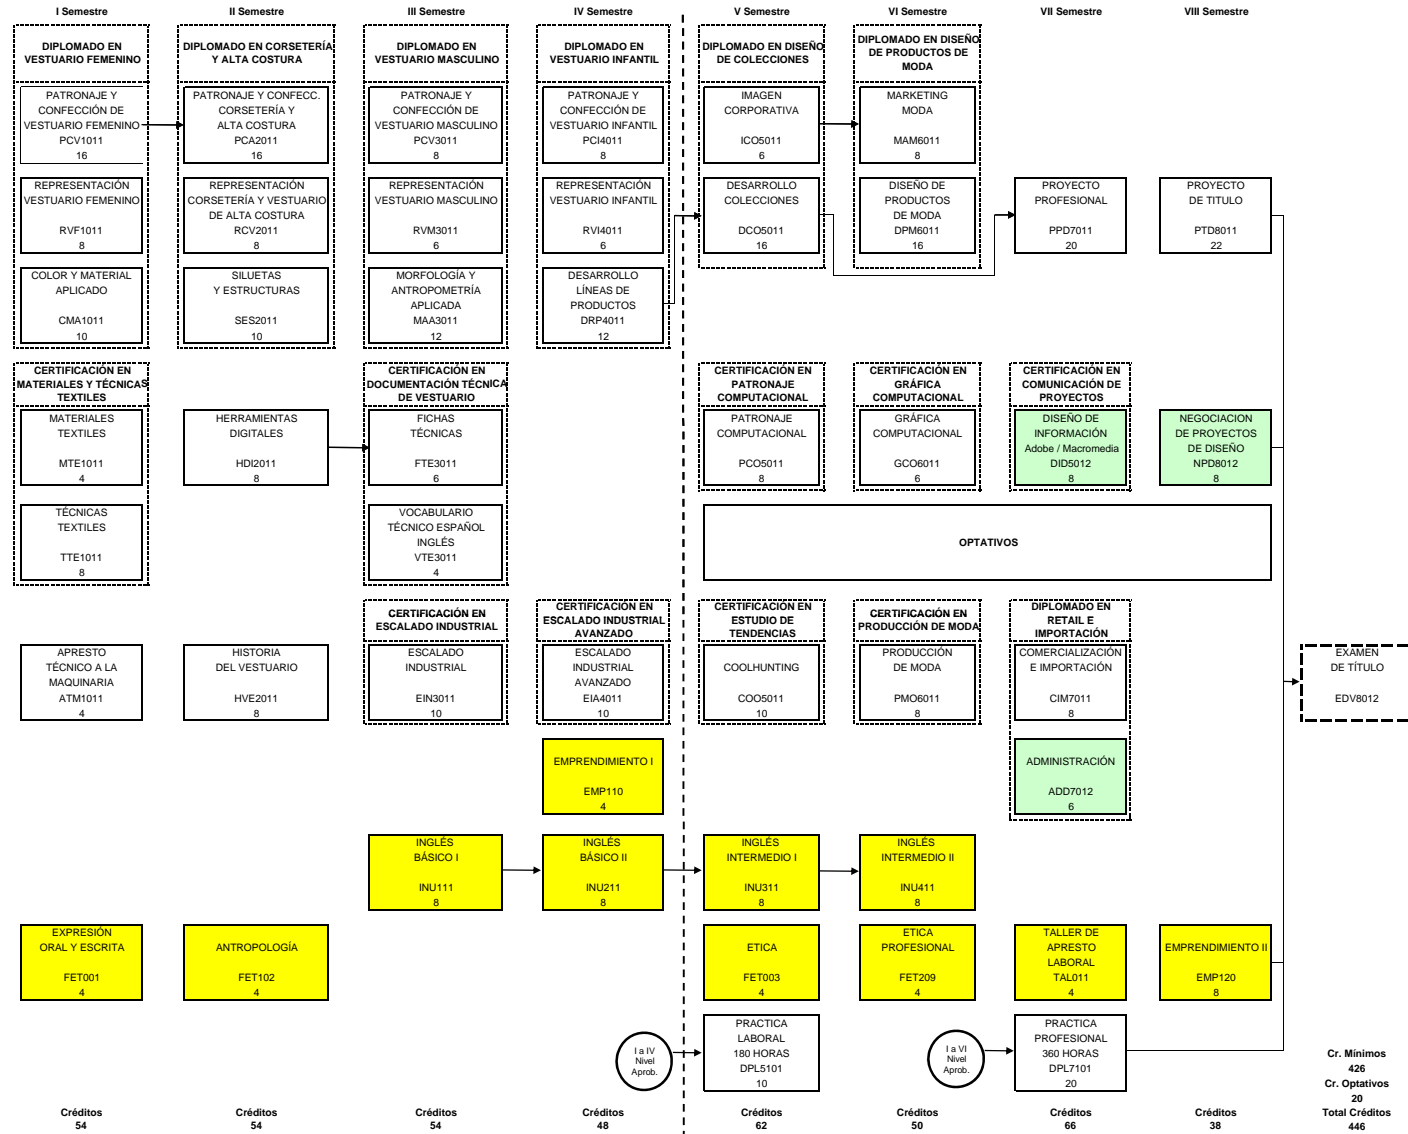 I Semestre
II Semestre
III Semestre
IV Semestre
V Semestre
VI Semestre
VII Semestre
VIII Semestre
DIPLOMADO EN
VESTUARIO FEMENINO
DIPLOMADO EN CORSETERÍA
Y ALTA COSTURA
DIPLOMADO EN
VESTUARIO MASCULINO
DIPLOMADO EN
VESTUARIO INFANTIL
DIPLOMADO EN DISEÑO
DE COLECCIONES
DIPLOMADO EN DISEÑO
DE PRODUCTOS DE
MODA
PATRONAJE Y
CONFECCIÓN DE
VESTUARIO FEMENINO
PCV1011
16
PATRONAJE Y CONFECC.
CORSETERÍA Y
ALTA COSTURA
PCA2011
16
PATRONAJE Y
CONFECCIÓN DE
VESTUARIO MASCULINO
PCV3011
8
PATRONAJE Y
CONFECCIÓN DE
VESTUARIO INFANTIL
PCI4011
8
IMAGEN
CORPORATIVA
ICO5011
6
MARKETING
MODA
MAM6011
8
REPRESENTACIÓN
VESTUARIO FEMENINO
RVF1011
8
REPRESENTACIÓN
CORSETERÍA Y VESTUARIO
DE ALTA COSTURA
RCV2011
8
REPRESENTACIÓN
VESTUARIO MASCULINO
RVM3011
6
REPRESENTACIÓN
VESTUARIO INFANTIL
RVI4011
6
DESARROLLO
COLECCIONES
DCO5011
16
DISEÑO DE
PRODUCTOS
DE MODA
DPM6011
16
PROYECTO
PROFESIONAL
PPD7011
20
PROYECTO
DE TITULO
PTD8011
22
COLOR Y MATERIAL
APLICADO
CMA1011
10
SILUETAS
Y ESTRUCTURAS
SES2011
10
MORFOLOGÍA Y
ANTROPOMETRÍA
APLICADA
MAA3011
12
DESARROLLO
LÍNEAS DE
PRODUCTOS
DRP4011
12
CERTIFICACIÓN EN
MATERIALES Y TÉCNICAS
TEXTILES
CERTIFICACIÓN EN
DOCUMENTACIÓN TÉCNICA
DE VESTUARIO
CERTIFICACIÓN EN
PATRONAJE
COMPUTACIONAL
CERTIFICACIÓN EN
GRÁFICA
COMPUTACIONAL
CERTIFICACIÓN EN
COMUNICACIÓN DE
PROYECTOS
MATERIALES
TEXTILES
MTE1011
4
HERRAMIENTAS
DIGITALES
HDI2011
8
FICHAS
TÉCNICAS
FTE3011
6
PATRONAJE
COMPUTACIONAL
PCO5011
8
GRÁFICA
COMPUTACIONAL
GCO6011
6
DISEÑO DE
INFORMACIÓN
Adobe / Macromedia
DID5012
8
NEGOCIACION
DE PROYECTOS
DE DISEÑO
NPD8012
8
TÉCNICAS
TEXTILES
TTE1011
8
VOCABULARIO
TÉCNICO ESPAÑOL
INGLÉS
VTE3011
4
OPTATIVOS
CERTIFICACIÓN EN
ESCALADO INDUSTRIAL
CERTIFICACIÓN EN
ESCALADO INDUSTRIAL
AVANZADO
CERTIFICACIÓN EN
ESTUDIO DE
TENDENCIAS
CERTIFICACIÓN EN
PRODUCCIÓN DE MODA
DIPLOMADO EN
RETAIL E
IMPORTACIÓN
APRESTO
TÉCNICO A LA
MAQUINARIA
ATM1011
4
HISTORIA
DEL VESTUARIO
HVE2011
8
ESCALADO
INDUSTRIAL
EIN3011
10
ESCALADO
INDUSTRIAL
AVANZADO
EIA4011
10
COOLHUNTING
COO5011
10
PRODUCCIÓN
DE MODA
PMO6011
8
COMERCIALIZACIÓN
E IMPORTACIÓN
CIM7011
8
EXAMEN
DE TÍTULO
EDV8012
EMPRENDIMIENTO I
EMP110
4
ADMINISTRACIÓN
ADD7012
6
INGLÉS
BÁSICO I
INU111
8
INGLÉS
BÁSICO II
INU211
8
INGLÉS
INTERMEDIO I
INU311
8
INGLÉS
INTERMEDIO II
INU411
8
EXPRESIÓN
ORAL Y ESCRITA
FET001
4
ANTROPOLOGÍA
FET102
4
ETICA
FET003
4
ETICA
PROFESIONAL
FET209
4
TALLER DE
APRESTO
LABORAL
TAL011
4
EMPRENDIMIENTO II
EMP120
8
I a IV
Nivel
Aprob.
PRACTICA
LABORAL
180 HORAS
DPL5101
10
I a VI
Nivel
Aprob.
PRACTICA
PROFESIONAL
360 HORAS
DPL7101
20
Cr. Mínimos
426
Cr. Optativos
20
Total Créditos
446
Créditos
54
Créditos
54
Créditos
54
Créditos
48
Créditos
62
Créditos
50
Créditos
66
Créditos
38